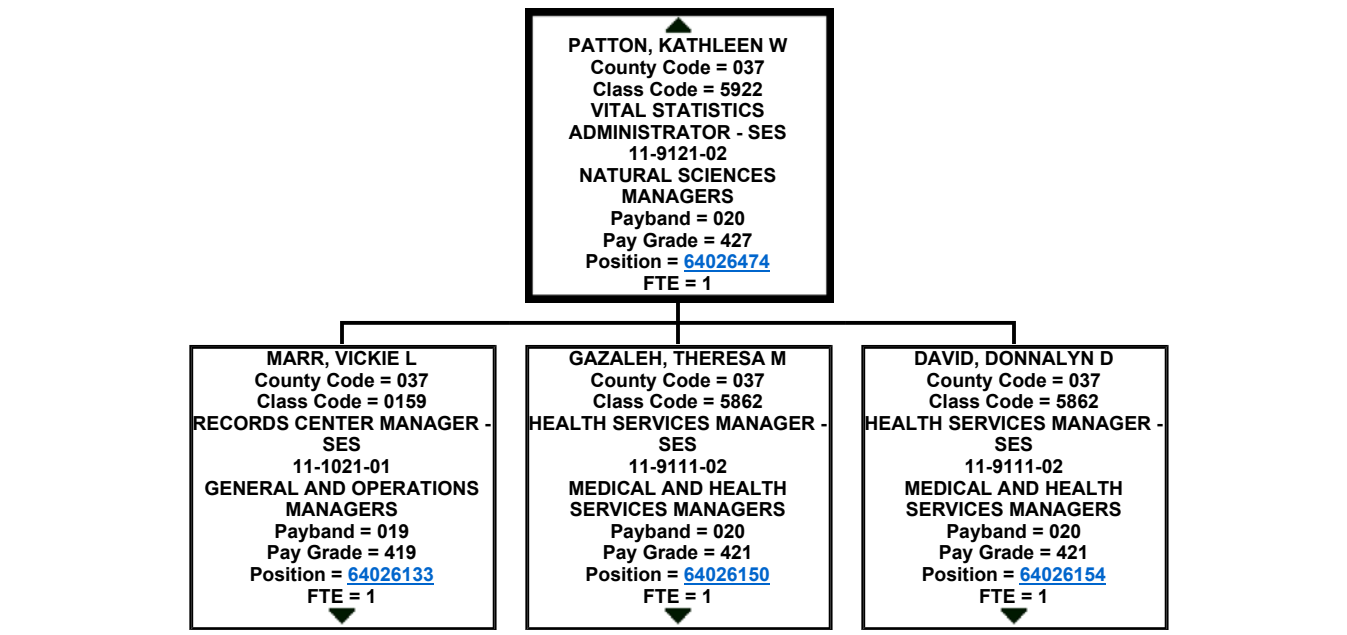 PATTON, KATHLEEN W
County Code = 037
Class Code = 5922
VITAL STATISTICS
ADMINISTRATOR - SES
11-9121-02
NATURAL SCIENCES
MANAGERS
Payband = 020
Pay Grade = 427
Position = 64026474
FTE = 1
MARR, VICKIE L
County Code = 037
Class Code = 0159
RECORDS CENTER MANAGER -
SES
11-1021-01
GENERAL AND OPERATIONS
MANAGERS
Payband = 019
Pay Grade = 419
Position = 64026133
FTE = 1
GAZALEH, THERESA M
County Code = 037
Class Code = 5862
HEALTH SERVICES MANAGER -
SES
11-9111-02
MEDICAL AND HEALTH
SERVICES MANAGERS
Payband = 020
Pay Grade = 421
Position = 64026150
FTE = 1
DAVID, DONNALYN D
County Code = 037
Class Code = 5862
HEALTH SERVICES MANAGER -
SES
11-9111-02
MEDICAL AND HEALTH
SERVICES MANAGERS
Payband = 020
Pay Grade = 421
Position = 64026154
FTE = 1